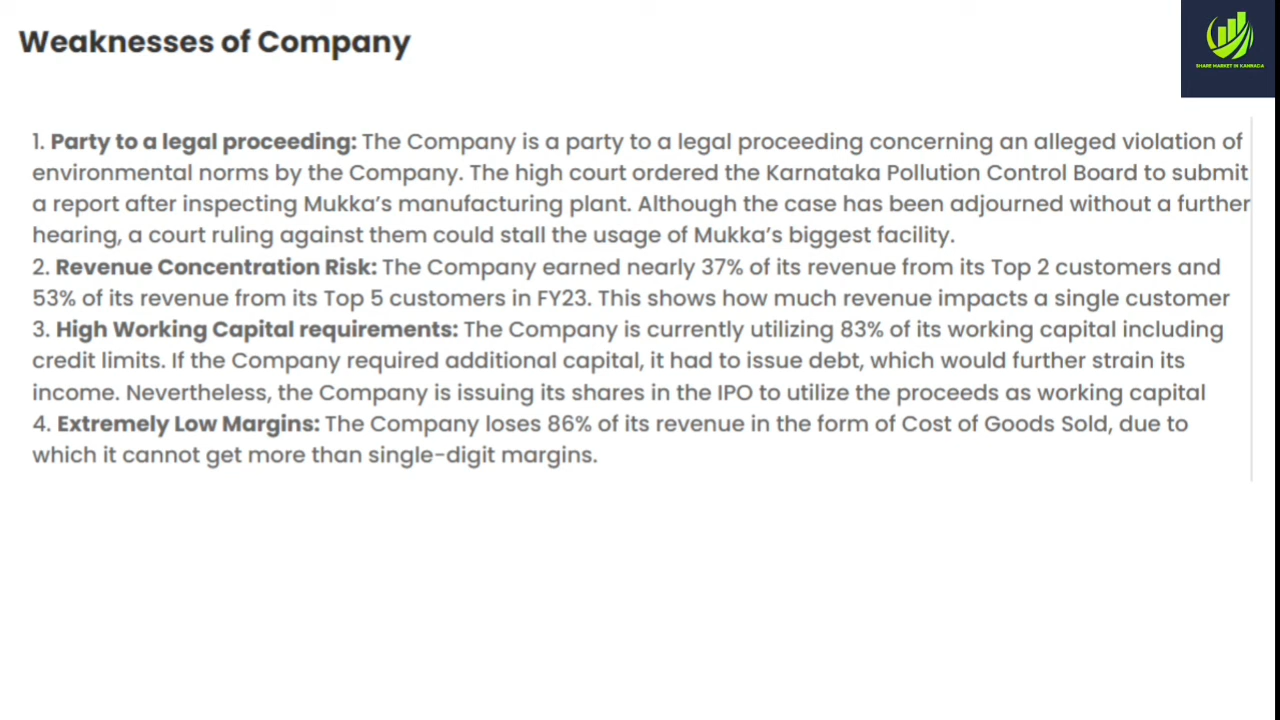 Weaknesses of Company
SHARE MARKET IN KANNADA
1. Party to a legal proceeding: The Company is a party to a legal proceeding concerning an alleged violation of
environmental norms by the Company. The high court ordered the Karnataka Pollution Control Board to submit
a report after inspecting Mukka's manufacturing plant. Although the case has been adjourned without a further
hearing, a court ruling against them could stall the usage of Mukka's biggest facility.
2. Revenue Concentration Risk: The Company earned nearly 37% of its revenue from its Top 2 customers and
53% of its revenue from its Top 5 customers in FY23. This shows how much revenue impacts a single customer
3. High Working Capital requirements: The Company is currently utilizing 83% of its working capital including
credit limits. If the Company required additional capital, it had to issue debt, which would further strain its
income. Nevertheless, the Company is issuing its shares in the IPO to utilize the proceeds as working capital
4. Extremely Low Margins: The Company loses 86% of its revenue in the form of Cost of Goods Sold, due to
which it cannot get more than single-digit margins.